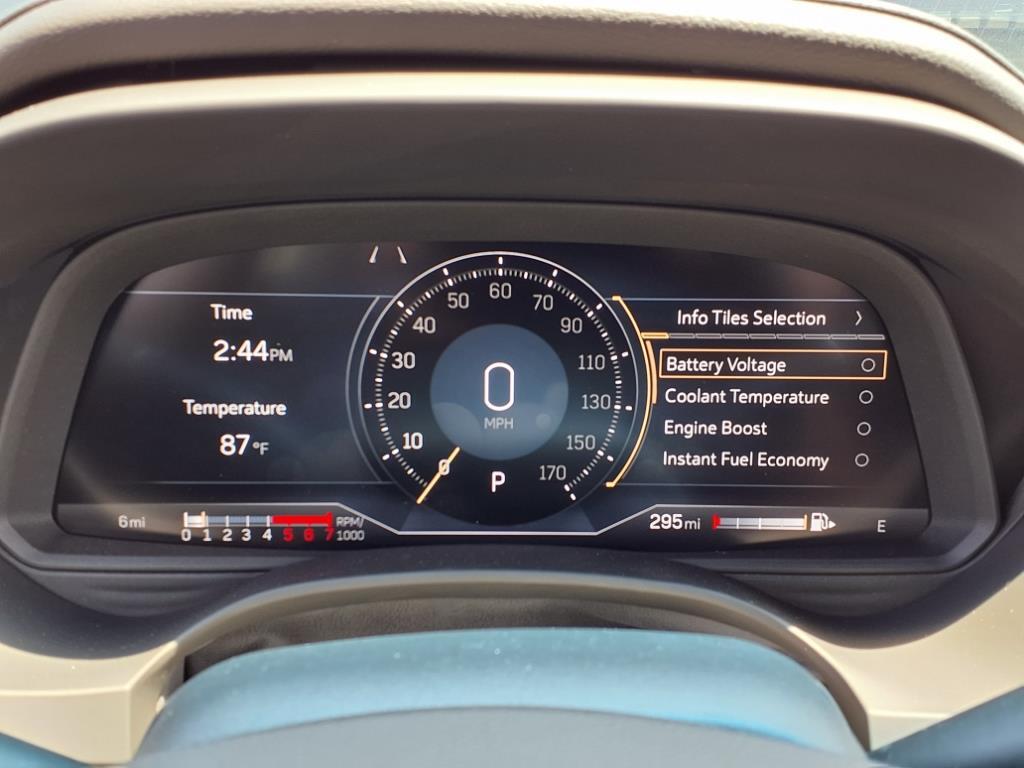 Time
2:44PM
Temperature
87°F
60
50
70
40
90
30
110
20
130
10
150
0
170
0
MPH
P
Info Tiles Selection
Battery Voltage
Coolant Temperature
Engine Boost
Instant Fuel Economy
6mi
0 1 2 3 4 5 6 7
RPM/
1000
295mi
E